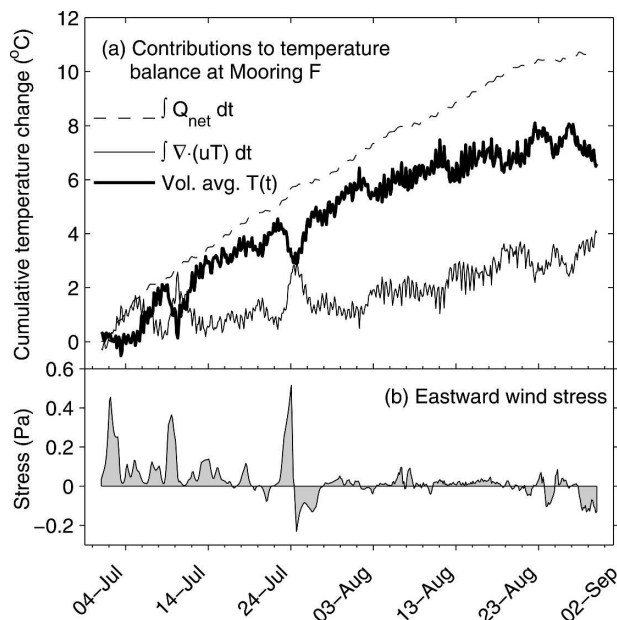 (a) Contributions to temperature
balance at Mooring F
∫ Q_net dt
∫ ∇·(uT) dt
Vol. avg. T(t)
Cumulative temperature change (°C)
12
10
8
6
4
2
0
(b) Eastward wind stress
Stress (Pa)
0.6
0.4
0.2
0
−0.2
04−Jul
14−Jul
24−Jul
03−Aug
13−Aug
23−Aug
02−Sep